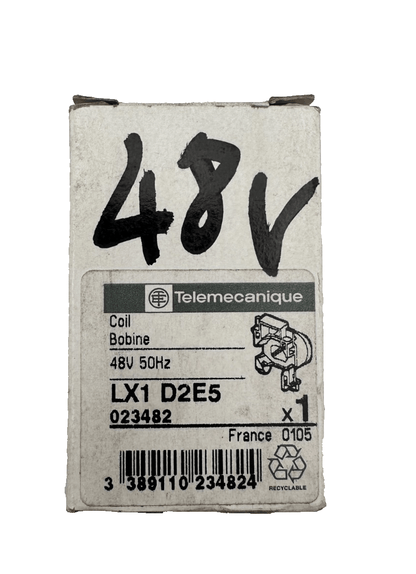 48V
Telemecanique
Coil
Bobine
48V 50Hz
LX1 D2E5
023482
x1
France 0105
3 389110 234824
RECYCLABLE